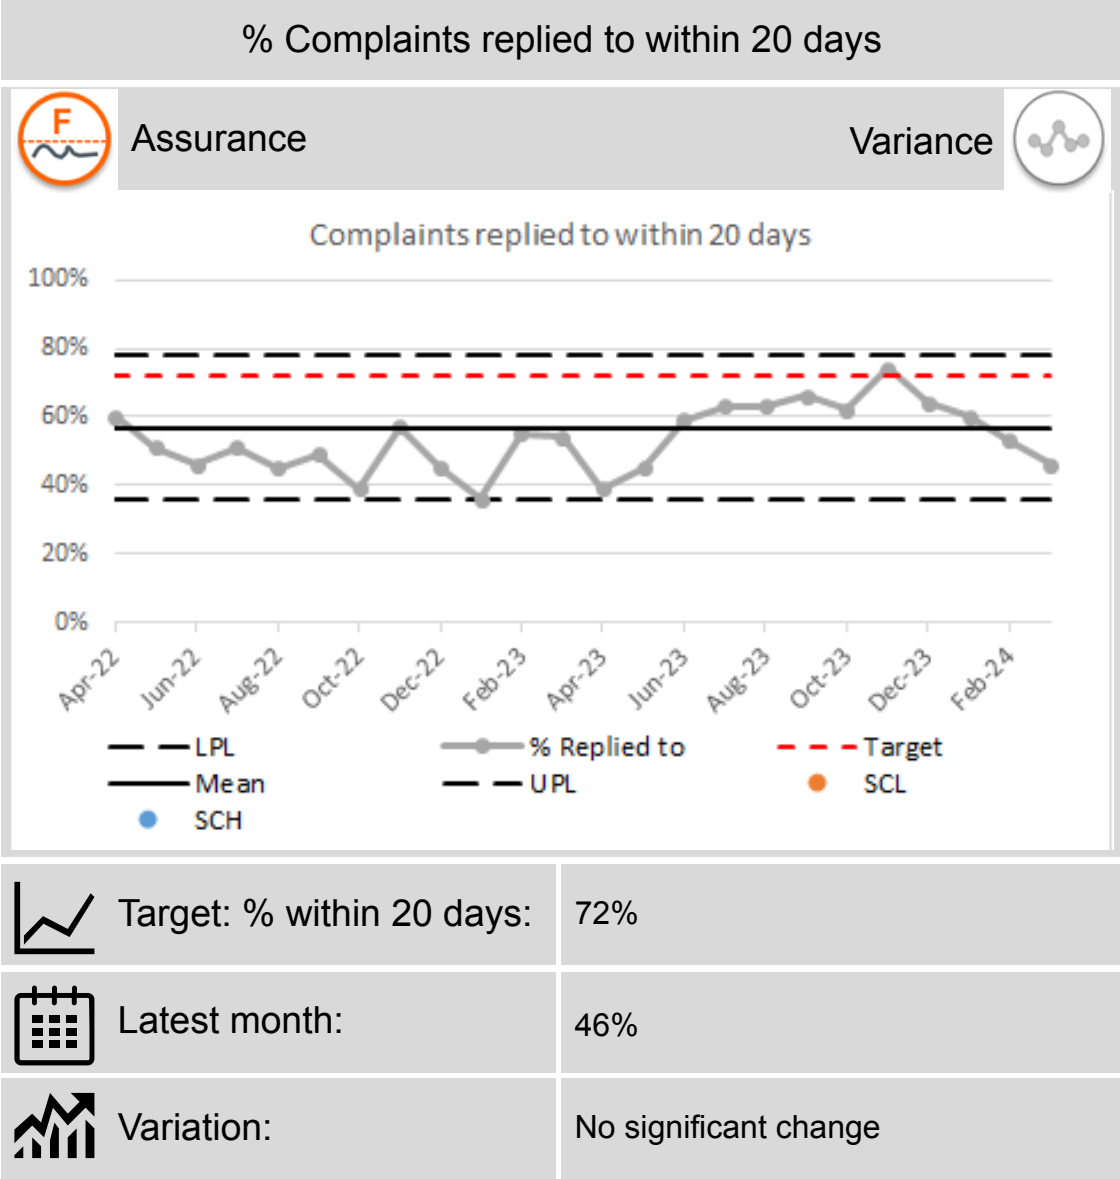 % Complaints replied to within 20 days
F
Assurance
Variance
Complaints replied to within 20 days
100%
80%
60%
40%
20%
0%
Apr-22
Jun-22
Aug-22
Oct-22
Dec-22
Feb-23
Apr-23
Jun-23
Aug-23
Oct-23
Dec-23
Feb-24
LPL
% Replied to
Target
Mean
UPL
SCL
SCH
Target: % within 20 days:
72%
Latest month:
46%
Variation:
No significant change